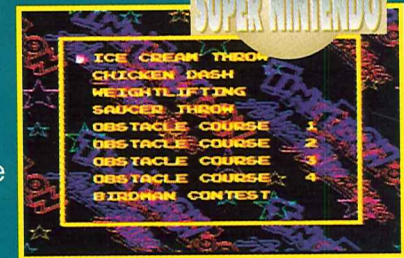 SUPER NINTENDO
ICE CREAM THROW
CHICKEN DASH
WEIGHTLIFTING
SAUCER THROW
OBSTACLE COURSE 1
OBSTACLE COURSE 2
OBSTACLE COURSE 3
OBSTACLE COURSE 4
BIRDMAN CONTEST
e